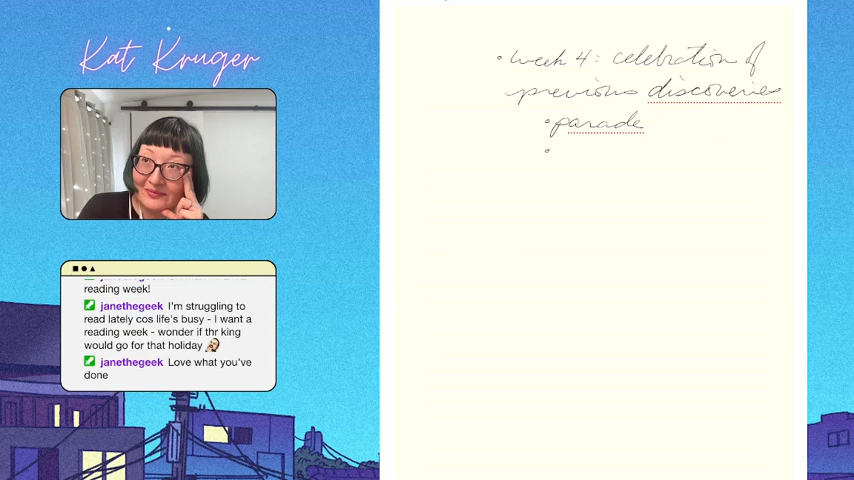 Kat Kruger
• week 4: celebration of
previous discoveries
• parade
•
reading week!
janethegeek I'm struggling to
read lately cos life's busy - I want a
reading week - wonder if thr king
would go for that holiday
janethegeek Love what you've
done